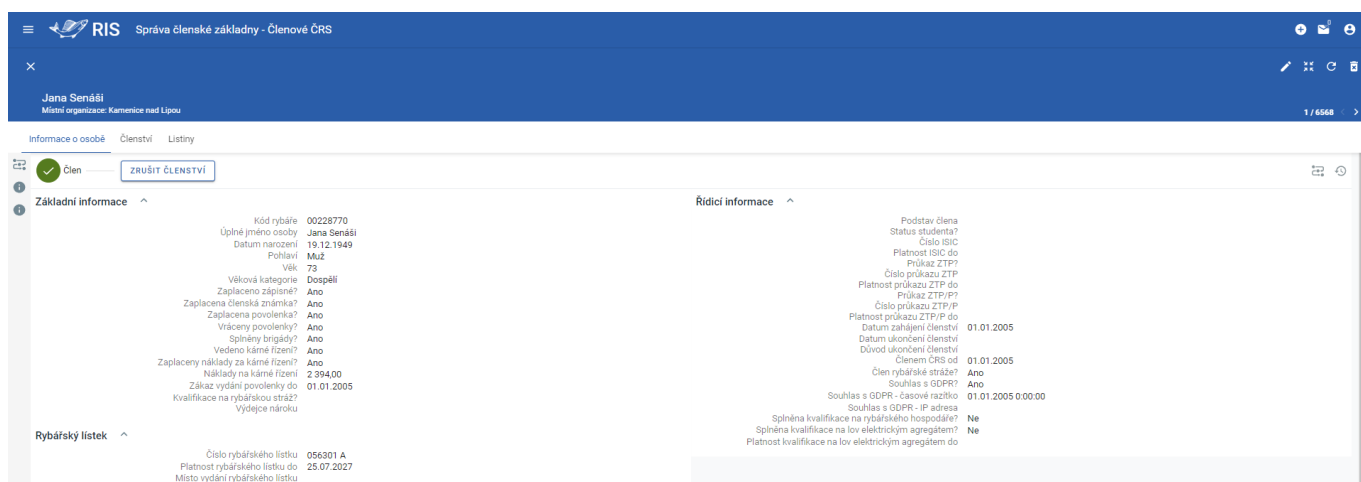 RIS Správa členské základny - Členové ČRS
0
Jana Senáši
Místní organizace: Kamenice nad Lipou
1 / 6568
Informace o osobě Členství Listiny
Člen ZRUŠIT ČLENSTVÍ
Základní informace
Kód rybáře 00228770
Úplné jméno osoby Jana Senáši
Datum narození 19.12.1949
Pohlaví Muž
Věk 73
Věková kategorie Dospělí
Zaplaceno zápisné? Ano
Zaplacena členská známka? Ano
Zaplacena povolenka? Ano
Vráceny povolenky? Ano
Splněny brigády? Ano
Vedeno kárné řízení? Ano
Zaplaceny náklady za kárné řízení? Ano
Náklady na kárné řízení 2 394,00
Zákaz vydání povolenky do 01.01.2005
Kvalifikace na rybářskou stráž?
Výdejce nároku
Rybářský lístek
Číslo rybářského lístku 056301 A
Platnost rybářského lístku do 25.07.2027
Místo vydání rybářského lístku
Řídicí informace
Podstav člena
Status studenta?
Číslo ISIC
Platnost ISIC do
Průkaz ZTP?
Číslo průkazu ZTP
Platnost průkazu ZTP do
Průkaz ZTP/P?
Číslo průkazu ZTP/P
Platnost průkazu ZTP/P do
Datum zahájení členství 01.01.2005
Datum ukončení členství
Důvod ukončení členství
Členem ČRS od 01.01.2005
Člen rybářské stráže? Ano
Souhlas s GDPR? Ano
Souhlas s GDPR - časové razítko 01.01.2005 0:00:00
Souhlas s GDPR - IP adresa
Splněna kvalifikace na rybářského hospodáře? Ne
Splněna kvalifikace na lov elektrickým agregátem? Ne
Platnost kvalifikace na lov elektrickým agregátem do